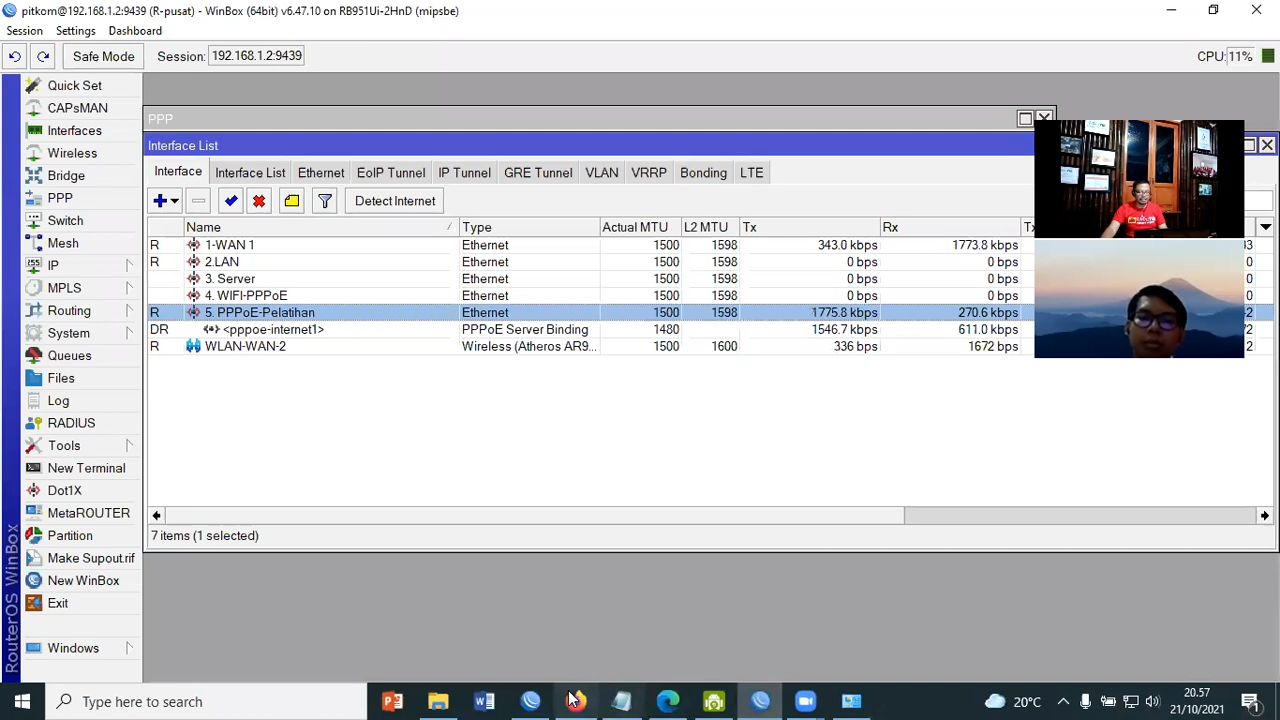 pitkom@192.168.1.2:9439 (R-pusat) - WinBox (64bit) v6.47.10 on RB951Ui-2HnD (mipsbe)
Session Settings Dashboard
Safe Mode Session: 192.168.1.2:9439 CPU: 11%
Quick Set
CAPsMAN
Interfaces
Wireless
Bridge
PPP
Switch
Mesh
IP
MPLS
Routing
System
Queues
Files
Log
RADIUS
Tools
New Terminal
Dot1X
MetaROUTER
Partition
Make Supout.rif
New WinBox
Exit
Windows
RouterOS WinBox
PPP
Interface List
Interface Interface List Ethernet EoIP Tunnel IP Tunnel GRE Tunnel VLAN VRRP Bonding LTE
Detect Internet
Name Type Actual MTU L2 MTU Tx Rx
R 1-WAN 1 Ethernet 1500 1598 343.0 kbps 1773.8 kbps
R 2.LAN Ethernet 1500 1598 0 bps 0 bps 0
3. Server Ethernet 1500 1598 0 bps 0 bps 0
4. WIFI-PPPoE Ethernet 1500 1598 0 bps 0 bps 0
R 5. PPPoE-Pelatihan Ethernet 1500 1598 1775.8 kbps 270.6 kbps
DR <pppoe-internet1> PPPoE Server Binding 1480 1546.7 kbps 611.0 kbps
R WLAN-WAN-2 Wireless (Atheros AR9... 1500 1600 336 bps 1672 bps
7 items (1 selected)
Type here to search
20°C
20.57
21/10/2021